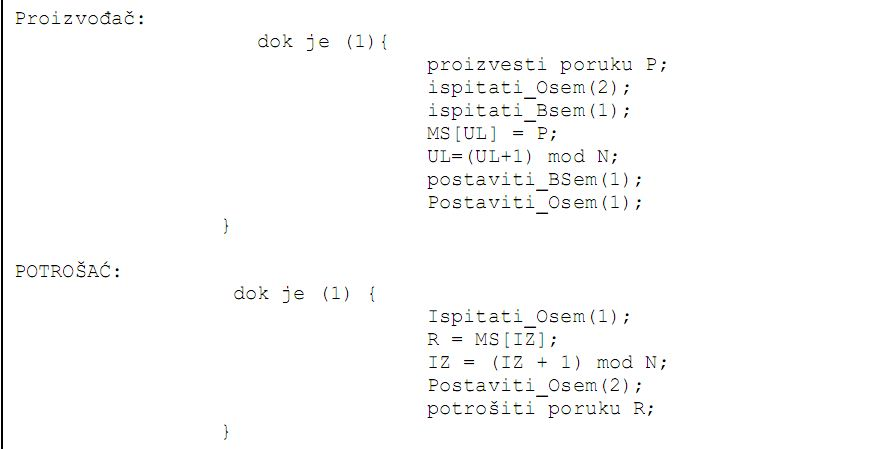 Proizvođač:
dok je (1){
proizvesti poruku P;
ispitati_Osem(2);
ispitati_Bsem(1);
MS[UL] = P;
UL=(UL+1) mod N;
postaviti_BSem(1);
Postaviti_Osem(1);
}
POTROŠAĆ:
dok je (1) {
Ispitati_Osem(1);
R = MS[IZ];
IZ = (IZ + 1) mod N;
Postaviti_Osem(2);
potrošiti poruku R;
}